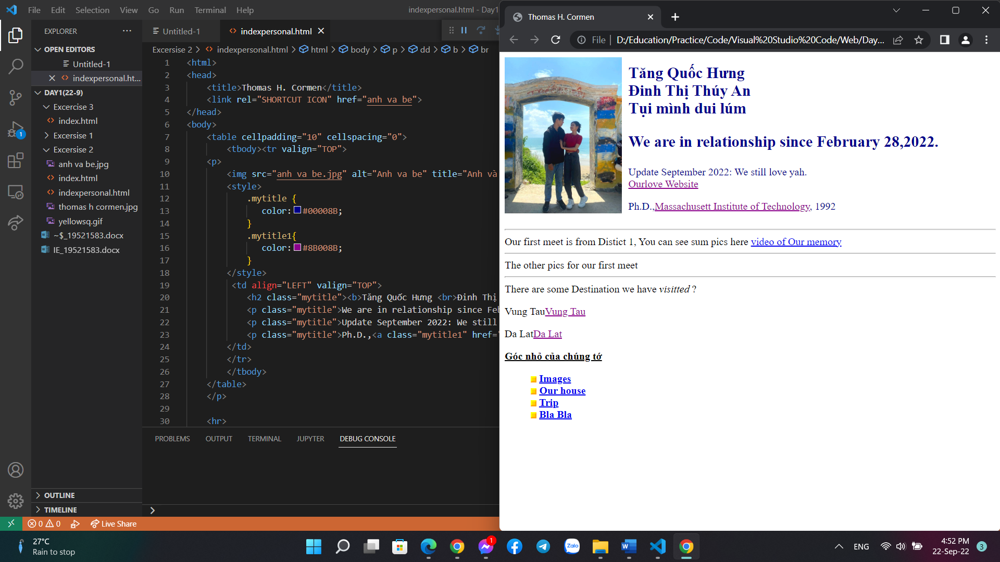 File Edit Selection View Go Run Terminal Help
indexpersonal.html - Day1
EXPLORER
OPEN EDITORS
Untitled-1
indexpersonal.ht...
DAY1(22-9)
Excercise 3
index.html
Excersise 1
Excersise 2
anh va be.jpg
index.html
indexpersonal.html
thomas h cormen.jpg
yellowsq.gif
~$_19521583.docx
IE_19521583.docx
OUTLINE
TIMELINE
1
Untitled-1
indexpersonal.html
Excersise 2 > indexpersonal.html > html > body > p > dd > b > br
1 <html>
2 <head>
3 <title>Thomas H. Cormen</title>
4 <link rel="SHORTCUT ICON" href="anh va be">
5 </head>
6 <body>
7 <table cellpadding="10" cellspacing="0">
8 <tbody><tr valign="TOP">
9 <p>
10 <img src="anh va be.jpg" alt="Anh va be" title="Anh và
11 <style>
12 .mytitle {
13 color: #00008B;
14 }
15 .mytitle1{
16 color: #8B008B;
17 }
18 </style>
19 <td align="LEFT" valign="TOP">
20 <h2 class="mytitle"><b>Tăng Quốc Hưng <br>Đinh Thị
21 <p class="mytitle">We are in relationship since Feb
22 <p class="mytitle">Update September 2022: We still
23 <p class="mytitle">Ph.D.,<a class="mytitle1" href="
24 </td>
25 </tr>
26 </tbody>
27 </table>
28 </p>
29
30 <hr>
PROBLEMS OUTPUT TERMINAL JUPYTER DEBUG CONSOLE
0 0 Live Share
Thomas H. Cormen
File | D:/Education/Practice/Code/Visual%20Studio%20Code/Web/Day...
Tăng Quốc Hưng
Đinh Thị Thúy An
Tụi mình dui lúm
We are in relationship since February 28,2022.
Update September 2022: We still love yah.
Ourlove Website
Ph.D.,Massachusett Institute of Technology, 1992
Our first meet is from Distict 1, You can see sum pics here video of Our memory
The other pics for our first meet
There are some Destination we have visitted ?
Vung TauVung Tau
Da LatDa Lat
Góc nhỏ của chúng tớ
Images
Our house
Trip
Bla Bla
27°C
Rain to stop
1
Zalo
ENG
4:52 PM
22-Sep-22
3